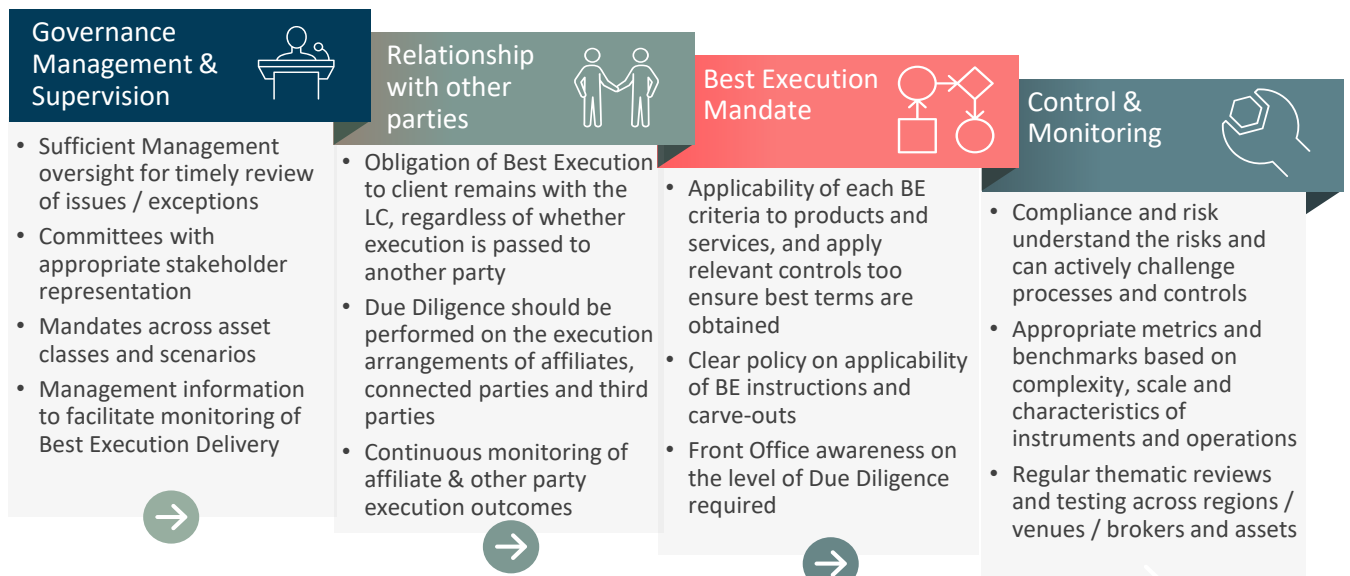 Governance
Management &
Supervision
• Sufficient Management
oversight for timely review
of issues / exceptions
• Committees with
appropriate stakeholder
representation
• Mandates across asset
classes and scenarios
• Management information
to facilitate monitoring of
Best Execution Delivery
Relationship
with other
parties
• Obligation of Best Execution
to client remains with the
LC, regardless of whether
execution is passed to
another party
• Due Diligence should be
performed on the execution
arrangements of affiliates,
connected parties and third
parties
• Continuous monitoring of
affiliate & other party
execution outcomes
Best Execution
Mandate
• Applicability of each BE
criteria to products and
services, and apply
relevant controls too
ensure best terms are
obtained
• Clear policy on applicability
of BE instructions and
carve-outs
• Front Office awareness on
the level of Due Diligence
required
Control &
Monitoring
• Compliance and risk
understand the risks and
can actively challenge
processes and controls
• Appropriate metrics and
benchmarks based on
complexity, scale and
characteristics of
instruments and operations
• Regular thematic reviews
and testing across regions /
venues / brokers and assets